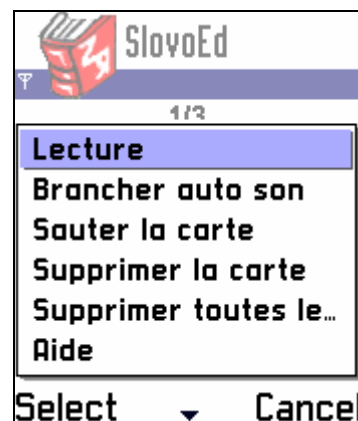 SlovoEd
1/3
Lecture
Brancher auto son
Sauter la carte
Supprimer la carte
Supprimer toutes le…
Aide
Select Cancel